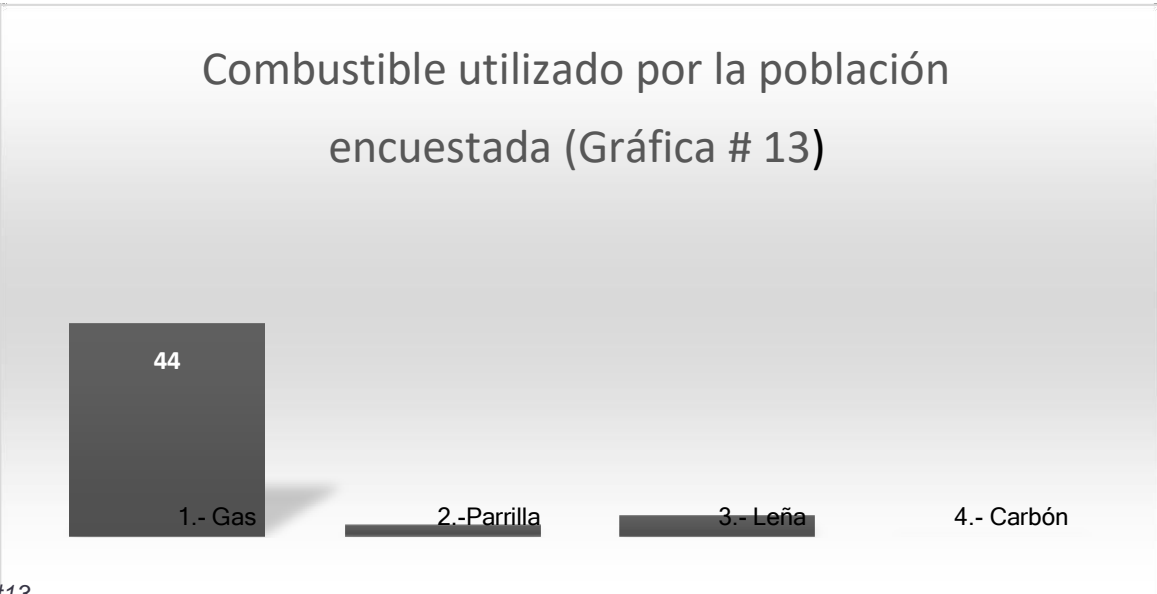 Combustible utilizado por la población
encuestada (Gráfica # 13)
44
1.- Gas
2.-Parrilla
3.- Leña
4.- Carbón